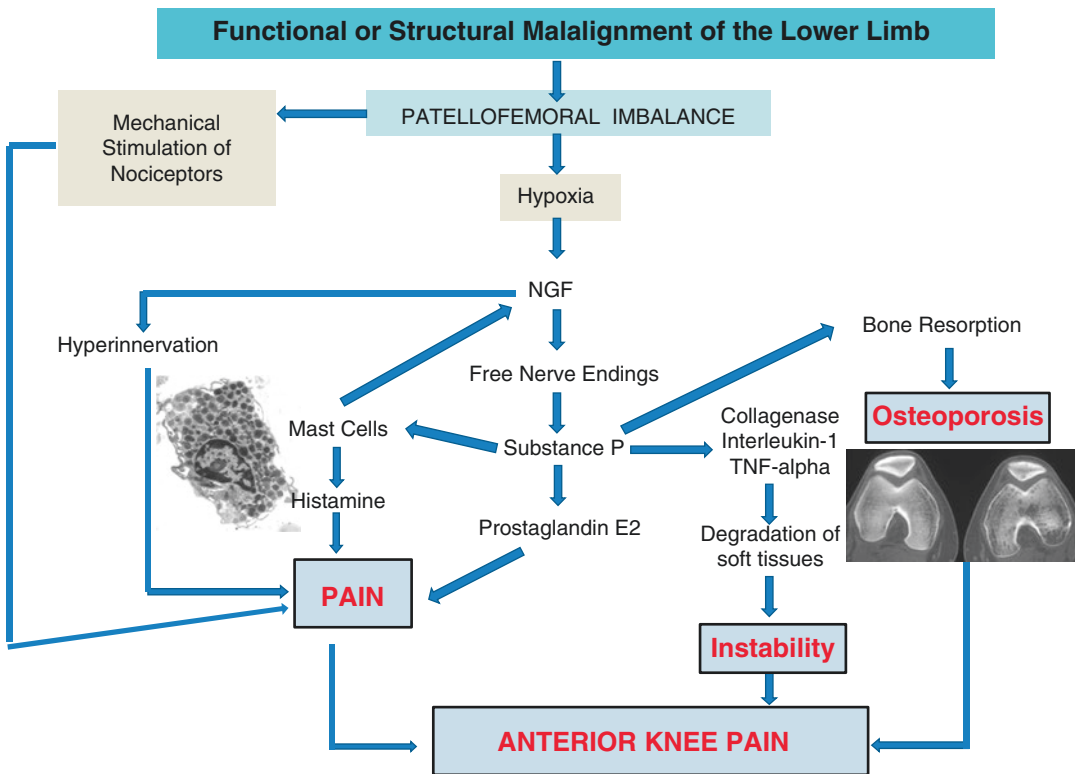 Functional or Structural Malalignment of the Lower Limb
PATELLOFEMORAL IMBALANCE
Mechanical
Stimulation of
Nociceptors
Hypoxia
NGF
Hyperinnervation
Free Nerve Endings
Bone Resorption
Osteoporosis
Mast Cells
Substance P
Collagenase
Interleukin-1
TNF-alpha
Histamine
Prostaglandin E2
Degradation of
soft tissues
PAIN
Instability
ANTERIOR KNEE PAIN